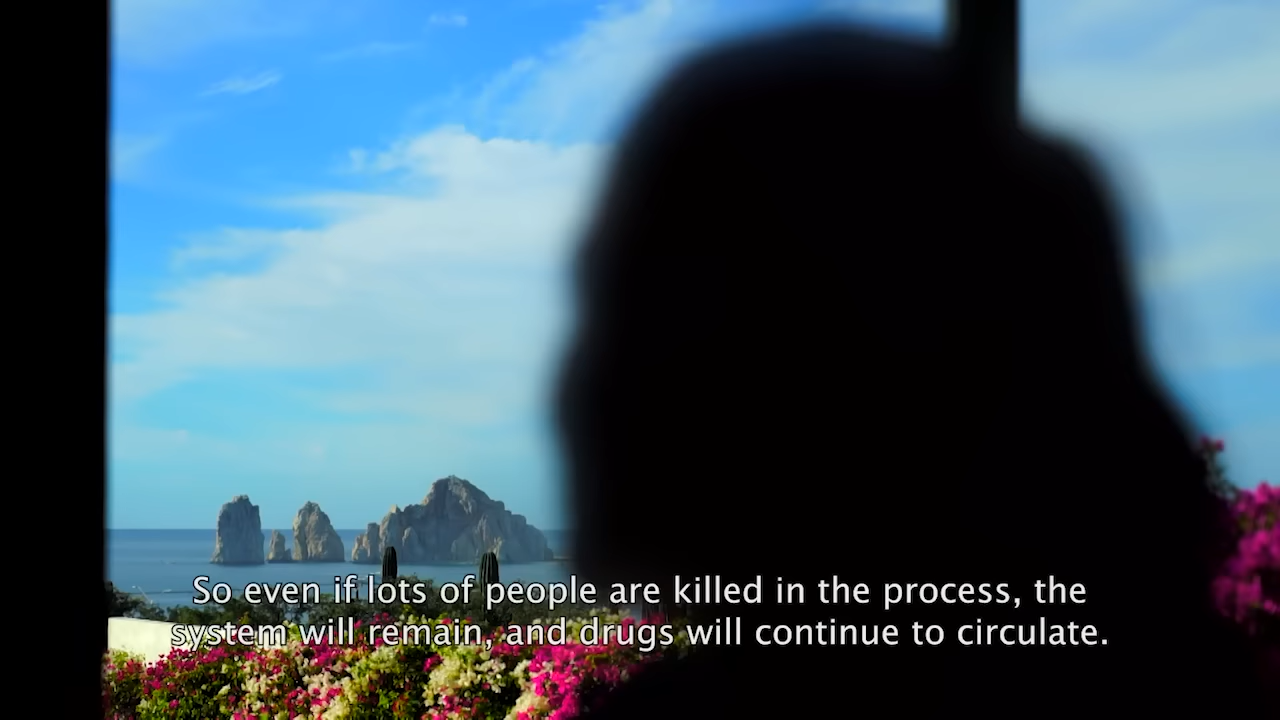 So even if lots of people are killed in the process, the
system will remain, and drugs will continue to circulate.